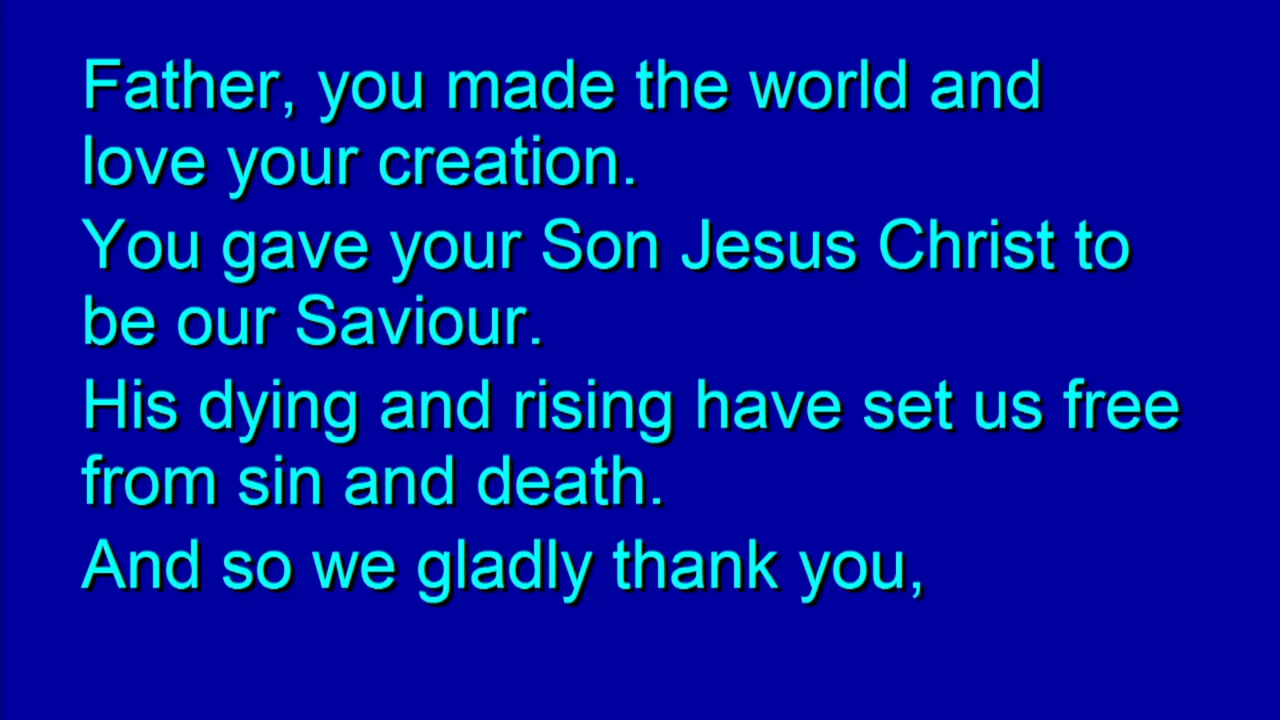 Father, you made the world and
love your creation.
You gave your Son Jesus Christ to
be our Saviour.
His dying and rising have set us free
from sin and death.
And so we gladly thank you,